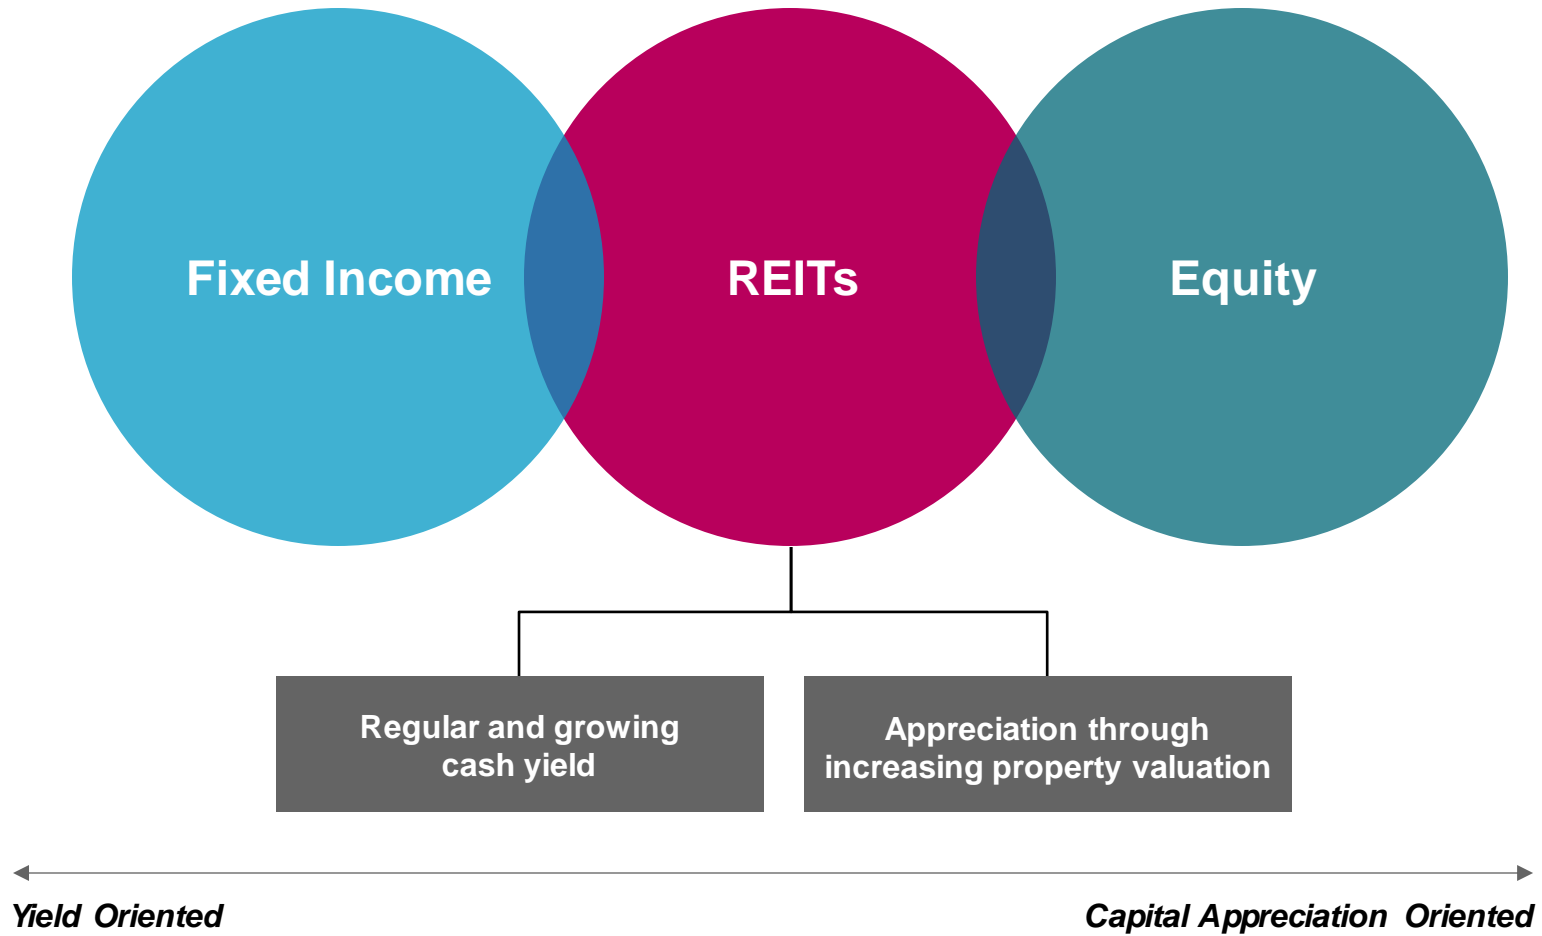 Fixed Income
REITs
Equity
Regular and growing
cash yield
Appreciation through
increasing property valuation
Yield Oriented
Capital Appreciation Oriented